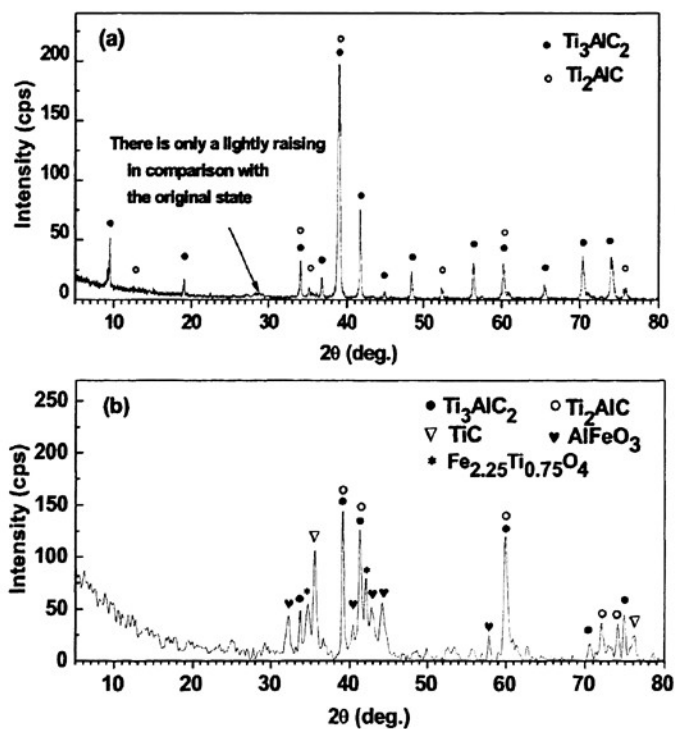 (a)
Ti3AlC2
Ti2AlC
There is only a lightly raising
in comparison with
the original state
Intensity (cps)
200
150
100
50
0
10 20 30 40 50 60 70 80
2θ (deg.)
(b)
Ti3AlC2 Ti2AlC
TiC AlFeO3
Fe2.25Ti0.75O4
Intensity (cps)
250
200
150
100
50
0
10 20 30 40 50 60 70 80
2θ (deg.)